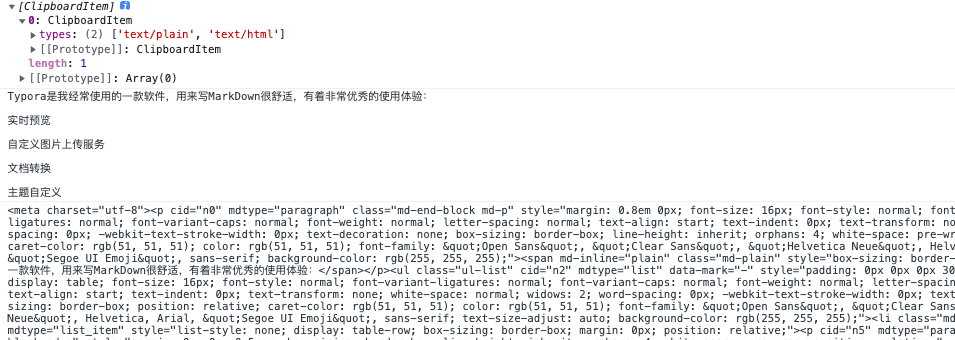 ▼[ClipboardItem] i
▼0: ClipboardItem
▶types: (2) ['text/plain', 'text/html']
▶[[Prototype]]: ClipboardItem
length: 1
▶[[Prototype]]: Array(0)
Typora是我经常使用的一款软件，用来写MarkDown很舒适，有着非常优秀的使用体验：
实时预览
自定义图片上传服务
文档转换
主题自定义
<meta charset="utf-8"><p cid="n0" mdtype="paragraph" class="md-end-block md-p" style="margin: 0.8em 0px; font-size: 16px; font-style: normal; font
ligatures: normal; font-variant-caps: normal; font-weight: normal; letter-spacing: normal; text-align: start; text-indent: 0px; text-transform: no
spacing: 0px; -webkit-text-stroke-width: 0px; text-decoration: none; box-sizing: border-box; line-height: inherit; orphans: 4; white-space: pre-wr
caret-color: rgb(51, 51, 51); color: rgb(51, 51, 51); font-family: &quot;Open Sans&quot;, &quot;Clear Sans&quot;, &quot;Helvetica Neue&quot;, Helv
&quot;Segoe UI Emoji&quot;, sans-serif; background-color: rgb(255, 255, 255);"><span md-inline="plain" class="md-plain" style="box-sizing: border-
一款软件，用来写MarkDown很舒适，有着非常优秀的使用体验：</span></p><ul class="ul-list" cid="n2" mdtype="list" data-mark="-" style="padding: 0px 0px 0px 30
display: table; font-size: 16px; font-style: normal; font-variant-ligatures: normal; font-variant-caps: normal; font-weight: normal; letter-spacin
text-align: start; text-indent: 0px; text-transform: none; white-space: normal; widows: 2; word-spacing: 0px; -webkit-text-stroke-width: 0px; text
sizing: border-box; position: relative; caret-color: rgb(51, 51, 51); color: rgb(51, 51, 51); font-family: &quot;Open Sans&quot;, &quot;Clear Sans
Neue&quot;, Helvetica, Arial, &quot;Segoe UI Emoji&quot;, sans-serif; text-size-adjust: auto; background-color: rgb(255, 255, 255);"><li class="md
mdtype="list_item" style="list-style: none; display: table-row; box-sizing: border-box; margin: 0px; position: relative;"><p cid="n5" mdtype="para